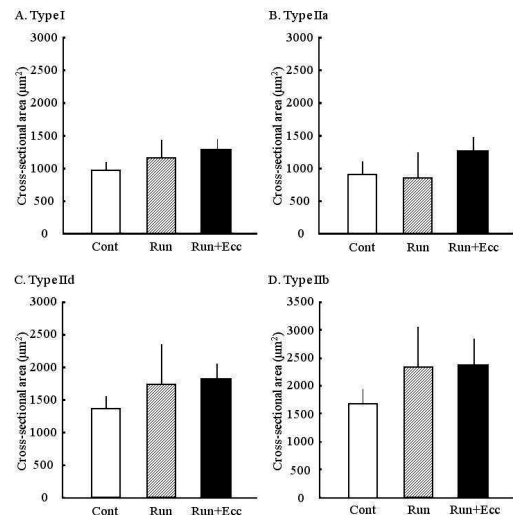 A. Type I
Cross-sectional area (μm²)
3000
2500
2000
1500
1000
500
0
Cont Run Run+Ecc
B. Type IIa
Cross-sectional area (μm²)
3000
2500
2000
1500
1000
500
0
Cont Run Run+Ecc
C. Type IId
Cross-sectional area (μm²)
3000
2500
2000
1500
1000
500
0
Cont Run Run+Ecc
D. Type IIb
Cross-sectional area (μm²)
3500
3000
2500
2000
1500
1000
500
0
Cont Run Run+Ecc